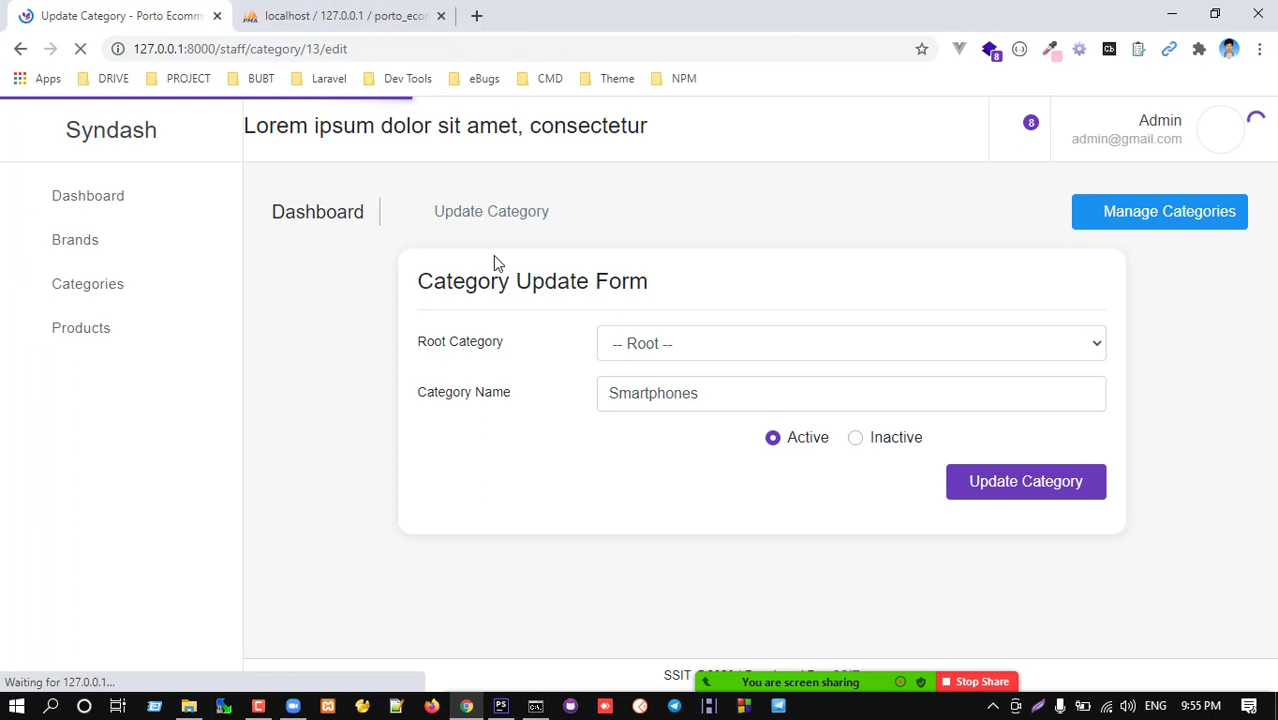 Update Category - Porto Ecomm
localhost / 127.0.0.1 / porto_ecor
127.0.0.1:8000/staff/category/13/edit
8
Apps DRIVE PROJECT BUBT Laravel Dev Tools eBugs CMD Theme NPM
Syndash
Lorem ipsum dolor sit amet, consectetur
8
Admin
admin@gmail.com
Dashboard
Brands
Categories
Products
Dashboard
Update Category
Manage Categories
Category Update Form
Root Category
-- Root --
Category Name
Smartphones
Active
Inactive
Update Category
SSIT
Waiting for 127.0.0.1...
You are screen sharing
Stop Share
ENG
9:55 PM